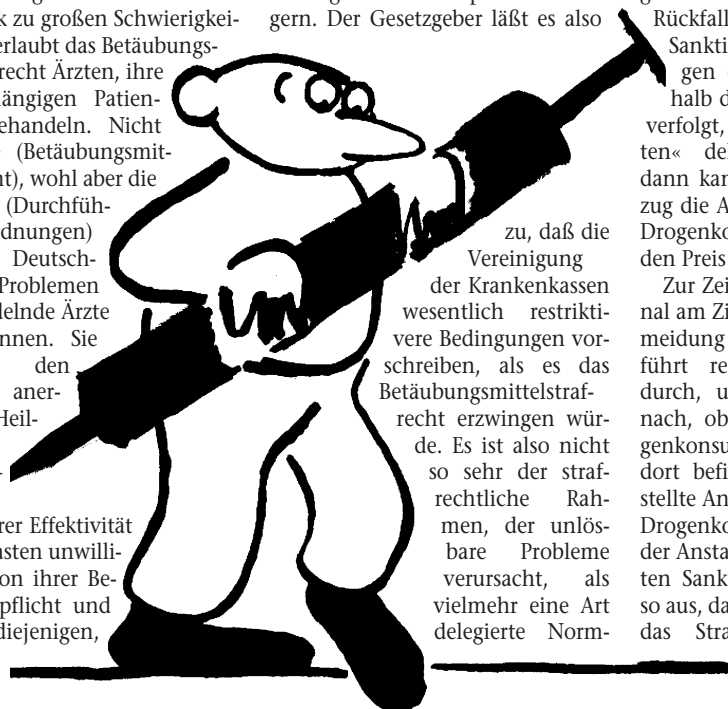 k zu großen Schwierigkei-
erlaubt das Betäubungs-
recht Ärzten, ihre
ängigen Patien-
ehandeln. Nicht
(Betäubungsmit-
t), wohl aber die
(Durchfüh-
dnungen)
Deutsch-
Problemen
delnde Ärzte
nnen. Sie
den
aner-
Heil-
rer Effektivität
sten unwilli-
on ihrer Be-
pflicht und
diejenigen,
gern. Der Gesetzgeber läßt es also
zu, daß die
Vereinigung
der Krankenkassen
wesentlich restrikti-
vere Bedingungen vor-
schreiben, als es das
Betäubungsmittelstraf-
recht erzwingen wür-
de. Es ist also nicht
so sehr der straf-
rechtliche Rah-
men, der unlös-
bare Probleme
verursacht, als
vielmehr eine Art
delegierte Norm-
Rückfall
Sankti
gen
halb d
verfolgt,
ten« de
dann kan
zug die A
Drogenko
den Preis
Zur Zei
nal am Zi
meidung
führt re
durch, u
nach, ob
genkonsu
dort befi
stellte An
Drogenko
der Ansta
ten Sank
so aus, da
das Stra